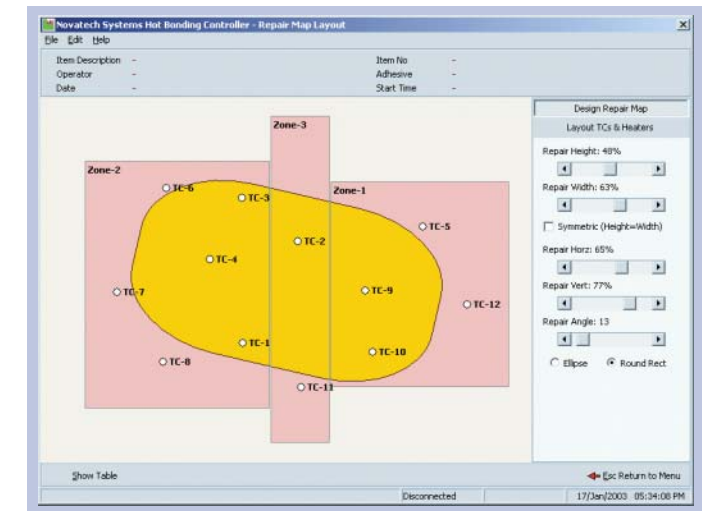 Novatech Systems Hot Bonding Controller - Repair Map Layout
File Edit Help
Item Description - Item No -
Operator - Adhesive -
Date - Start Time -
Design Repair Map
Layout TCs & Heaters
Repair Height: 48%
Repair Width: 63%
Symmetric (Height=Width)
Repair Horz: 65%
Repair Vert: 77%
Repair Angle: 13
Ellipse Round Rect
Zone-3
Zone-2
Zone-1
TC-6
TC-3
TC-5
TC-2
TC-4
TC-7
TC-9
TC-12
TC-1
TC-10
TC-8
TC-11
Show Table
Esc Return to Menu
Disconnected 17/Jan/2003 05:34:08 PM